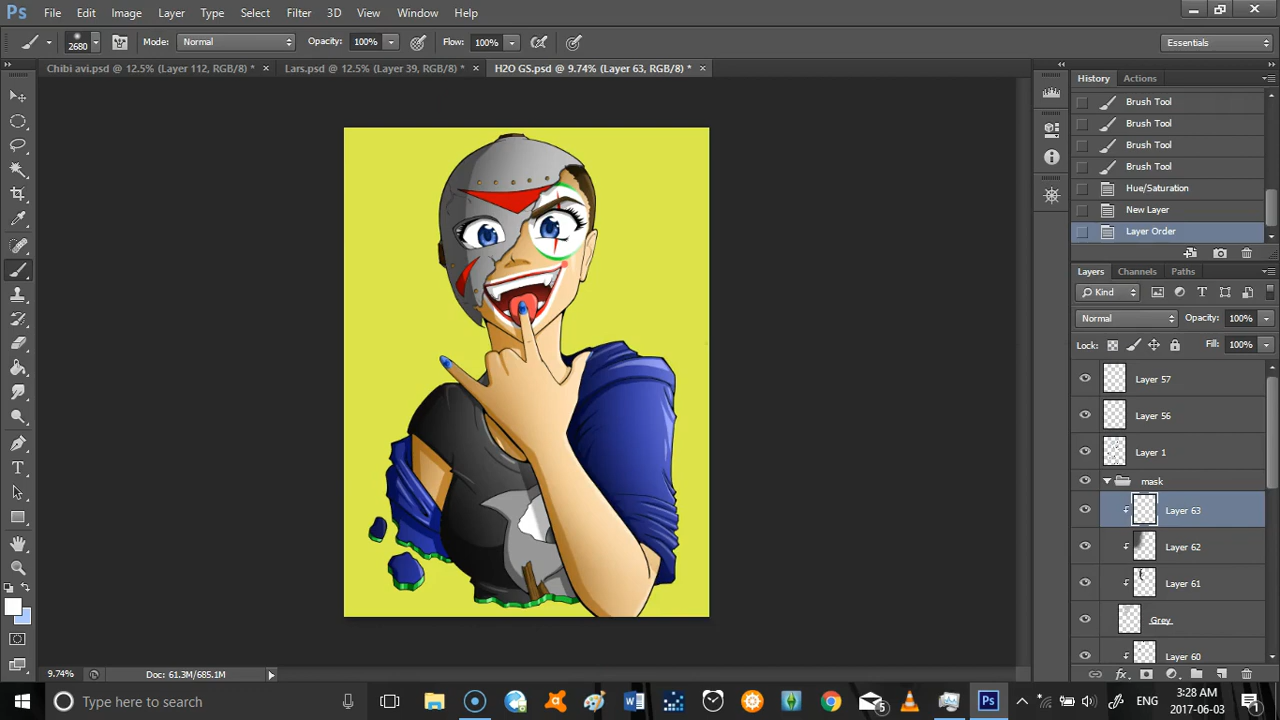 Ps File Edit Image Layer Type Select Filter 3D View Window Help
2680 Mode: Normal Opacity: 100% Flow: 100% Essentials
Chibi avi.psd @ 12.5% (Layer 112, RGB/8) * × Lars.psd @ 12.5% (Layer 39, RGB/8) * × H2O GS.psd @ 9.74% (Layer 63, RGB/8) * ×
History Actions
Brush Tool
Brush Tool
Brush Tool
Brush Tool
Hue/Saturation
New Layer
Layer Order
Layers Channels Paths
Kind
Normal Opacity: 100%
Lock: Fill: 100%
Layer 57
Layer 56
Layer 1
mask
Layer 63
Layer 62
Layer 61
Grey
Layer 60
9.74% Doc: 61.3M/685.1M
Type here to search 5 ENG 3:28 AM 2017-06-03 1